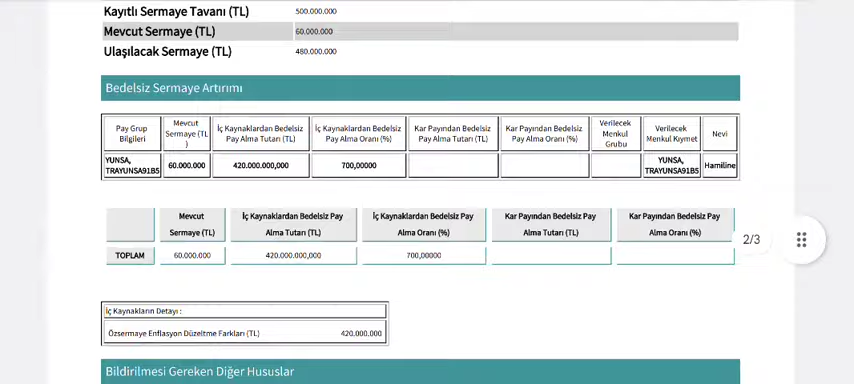 Kayıtlı Sermaye Tavanı (TL) 500.000.000
Mevcut Sermaye (TL) 60.000.000
Ulaşılacak Sermaye (TL) 480.000.000
Bedelsiz Sermaye Artırımı
Pay Grup Bilgileri
Mevcut Sermaye (TL )
İç Kaynaklardan Bedelsiz Pay Alma Tutarı (TL)
İç Kaynaklardan Bedelsiz Pay Alma Oranı (%)
Kar Payından Bedelsiz Pay Alma Tutarı (TL)
Kar Payından Bedelsiz Pay Alma Oranı (%)
Verilecek Menkul Grubu
Verilecek Menkul Kıymet
Nevi
YUNSA, TRAYUNSA91B5
60.000.000
420.000.000,000
700,00000
YUNSA, TRAYUNSA91B5
Hamiline
Mevcut Sermaye (TL)
İç Kaynaklardan Bedelsiz Pay Alma Tutarı (TL)
İç Kaynaklardan Bedelsiz Pay Alma Oranı (%)
Kar Payından Bedelsiz Pay Alma Tutarı (TL)
Kar Payından Bedelsiz Pay Alma Oranı (%)
2/3
TOPLAM 60.000.000 420.000.000,000 700,00000
İç Kaynakların Detayı :
Özsermaye Enflasyon Düzeltme Farkları (TL) 420.000.000
Bildirilmesi Gereken Diğer Hususlar